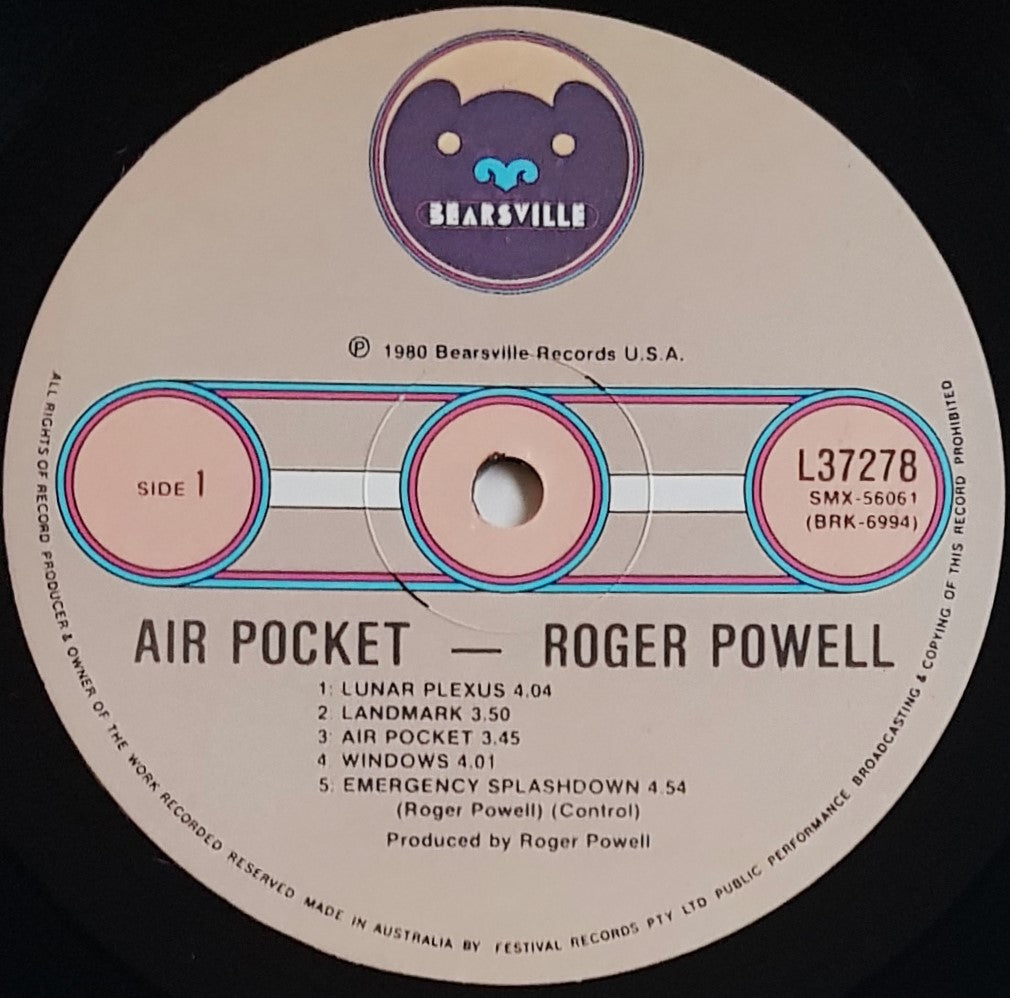 BEARSVILLE
℗ 1980 Bearsville Records U.S.A.
SIDE 1
L37278
SMX-56061
(BRK-6994)
AIR POCKET — ROGER POWELL
1: LUNAR PLEXUS 4.04
2: LANDMARK 3.50
3: AIR POCKET 3.45
4: WINDOWS 4.01
5: EMERGENCY SPLASHDOWN 4.54
(Roger Powell) (Control)
Produced by Roger Powell
ALL RIGHTS OF RECORD PRODUCER & OWNER OF THE WORK RECORDED RESERVED MADE IN AUSTRALIA BY FESTIVAL RECORDS PTY LTD PUBLIC PERFORMANCE BROADCASTING & COPYING OF THIS RECORD PROHIBITED